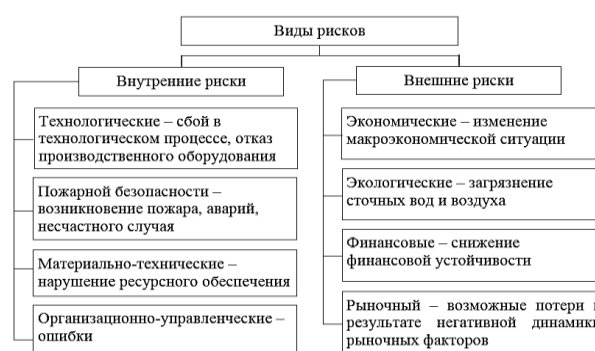 Виды рисков
Внутренние риски
Технологические – сбой в
технологическом процессе, отказ
производственного оборудования
Пожарной безопасности –
возникновение пожара, аварий,
несчастного случая
Материально-технические –
нарушение ресурсного обеспечения
Организационно-управленческие –
ошибки
Внешние риски
Экономические – изменение
макроэкономической ситуации
Экологические – загрязнение
сточных вод и воздуха
Финансовые – снижение
финансовой устойчивости
Рыночный – возможные потери
результате негативной динамики
рыночных факторов